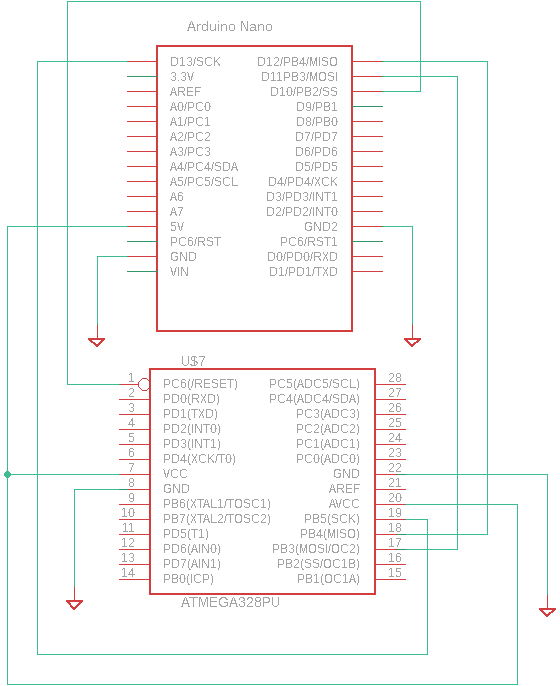 Arduino Nano
D13/SCK D12/PB4/MISO
3.3V D11PB3/MOSI
AREF D10/PB2/SS
A0/PC0 D9/PB1
A1/PC1 D8/PB0
A2/PC2 D7/PD7
A3/PC3 D6/PD6
A4/PC4/SDA D5/PD5
A5/PC5/SCL D4/PD4/XCK
A6 D3/PD3/INT1
A7 D2/PD2/INT0
5V GND2
PC6/RST PC6/RST1
GND D0/PD0/RXD
VIN D1/PD1/TXD
U$7
1 PC6(/RESET) PC5(ADC5/SCL) 28
2 PD0(RXD) PC4(ADC4/SDA) 27
3 PD1(TXD) PC3(ADC3) 26
4 PD2(INT0) PC2(ADC2) 25
5 PD3(INT1) PC1(ADC1) 24
6 PD4(XCK/T0) PC0(ADC0) 23
7 VCC GND 22
8 GND AREF 21
9 PB6(XTAL1/TOSC1) AVCC 20
10 PB7(XTAL2/TOSC2) PB5(SCK) 19
11 PD5(T1) PB4(MISO) 18
12 PD6(AIN0) PB3(MOSI/OC2) 17
13 PD7(AIN1) PB2(SS/OC1B) 16
14 PB0(ICP) PB1(OC1A) 15
ATMEGA328PU